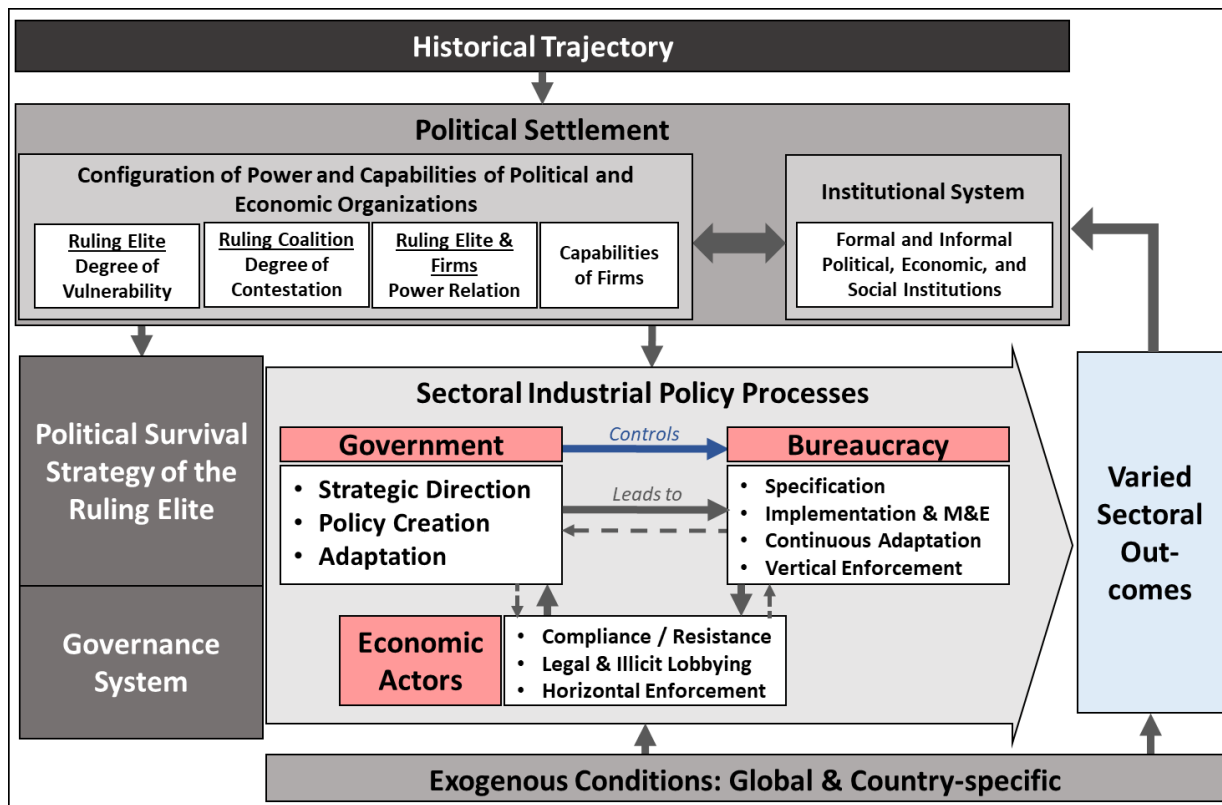 Historical Trajectory
Political Settlement
Configuration of Power and Capabilities of Political and
Economic Organizations
Ruling Elite
Degree of
Vulnerability
Ruling Coalition
Degree of
Contestation
Ruling Elite &
Firms
Power Relation
Capabilities
of Firms
Institutional System
Formal and Informal
Political, Economic, and
Social Institutions
Political Survival
Strategy of the
Ruling Elite
Governance
System
Sectoral Industrial Policy Processes
Government
• Strategic Direction
• Policy Creation
• Adaptation
Controls
Leads to
Bureaucracy
• Specification
• Implementation & M&E
• Continuous Adaptation
• Vertical Enforcement
Economic
Actors
• Compliance / Resistance
• Legal & Illicit Lobbying
• Horizontal Enforcement
Varied
Sectoral
Out-
comes
Exogenous Conditions: Global & Country-specific